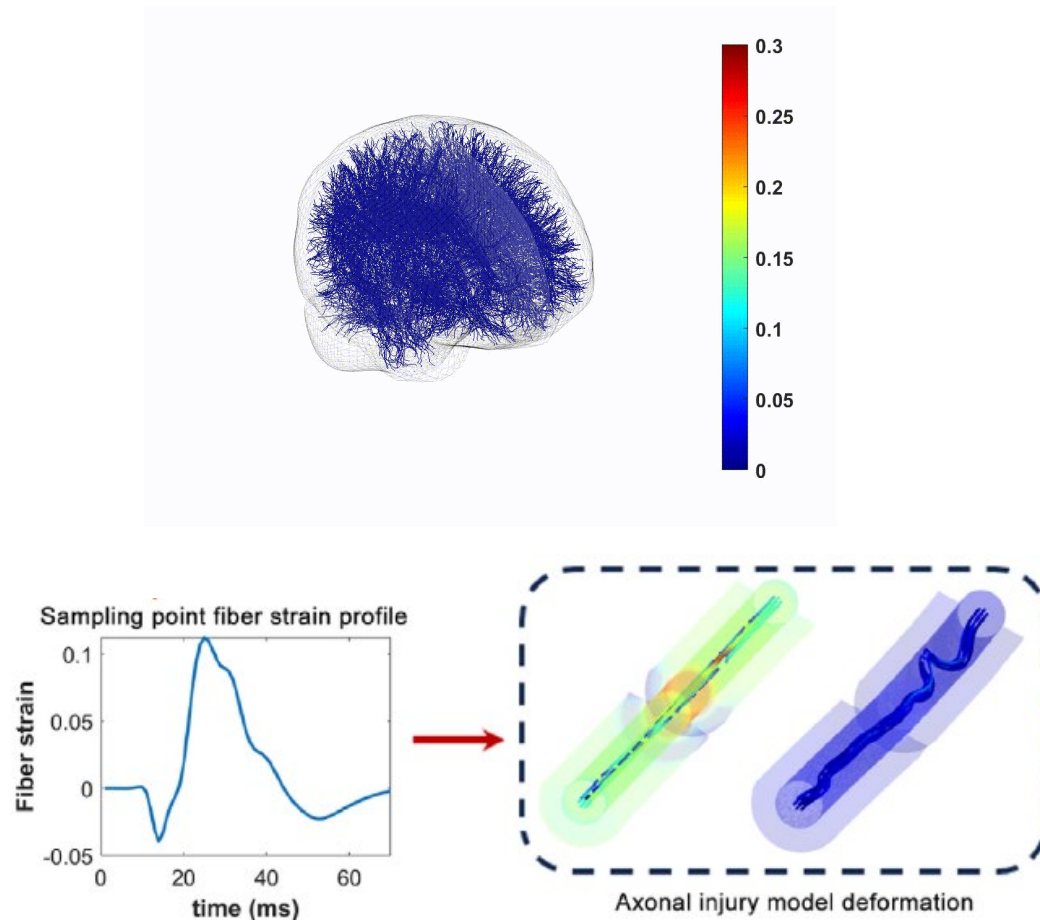 0.3
0.25
0.2
0.15
0.1
0.05
0
Sampling point fiber strain profile
0.1
0.05
0
-0.05
Fiber strain
0 20 40 60
time (ms)
Axonal injury model deformation